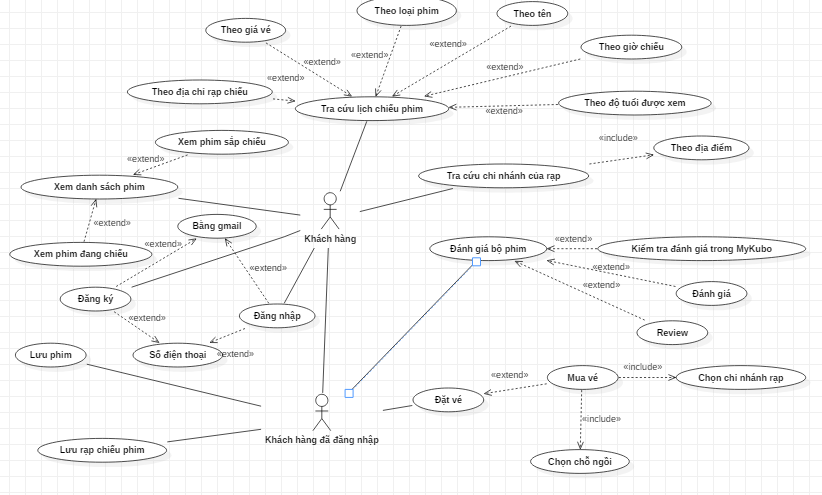 Theo loại phim
Theo tên
Theo giá vé
Theo giờ chiếu
«extend»
«extend»
«extend»
«extend»
«extend»
Theo địa chỉ rạp chiếu
Tra cứu lịch chiếu phim
Theo độ tuổi được xem
«extend»
Xem phim sắp chiếu
«include»
Theo địa điểm
«extend»
Tra cứu chi nhánh của rạp
Xem danh sách phim
«extend»
Bằng gmail
Khách hàng
«extend»
«extend»
Đánh giá bộ phim
Kiểm tra đánh giá trong MyKubo
Xem phim đang chiếu
«extend»
«extend»
«extend»
Đánh giá
Đăng ký
Đăng nhập
«extend»
Review
Lưu phim
Số điện thoại
«extend»
«extend»
Mua vé
«include»
Chọn chi nhánh rạp
Đặt vé
«include»
Khách hàng đã đăng nhập
Lưu rạp chiếu phim
Chọn chỗ ngồi